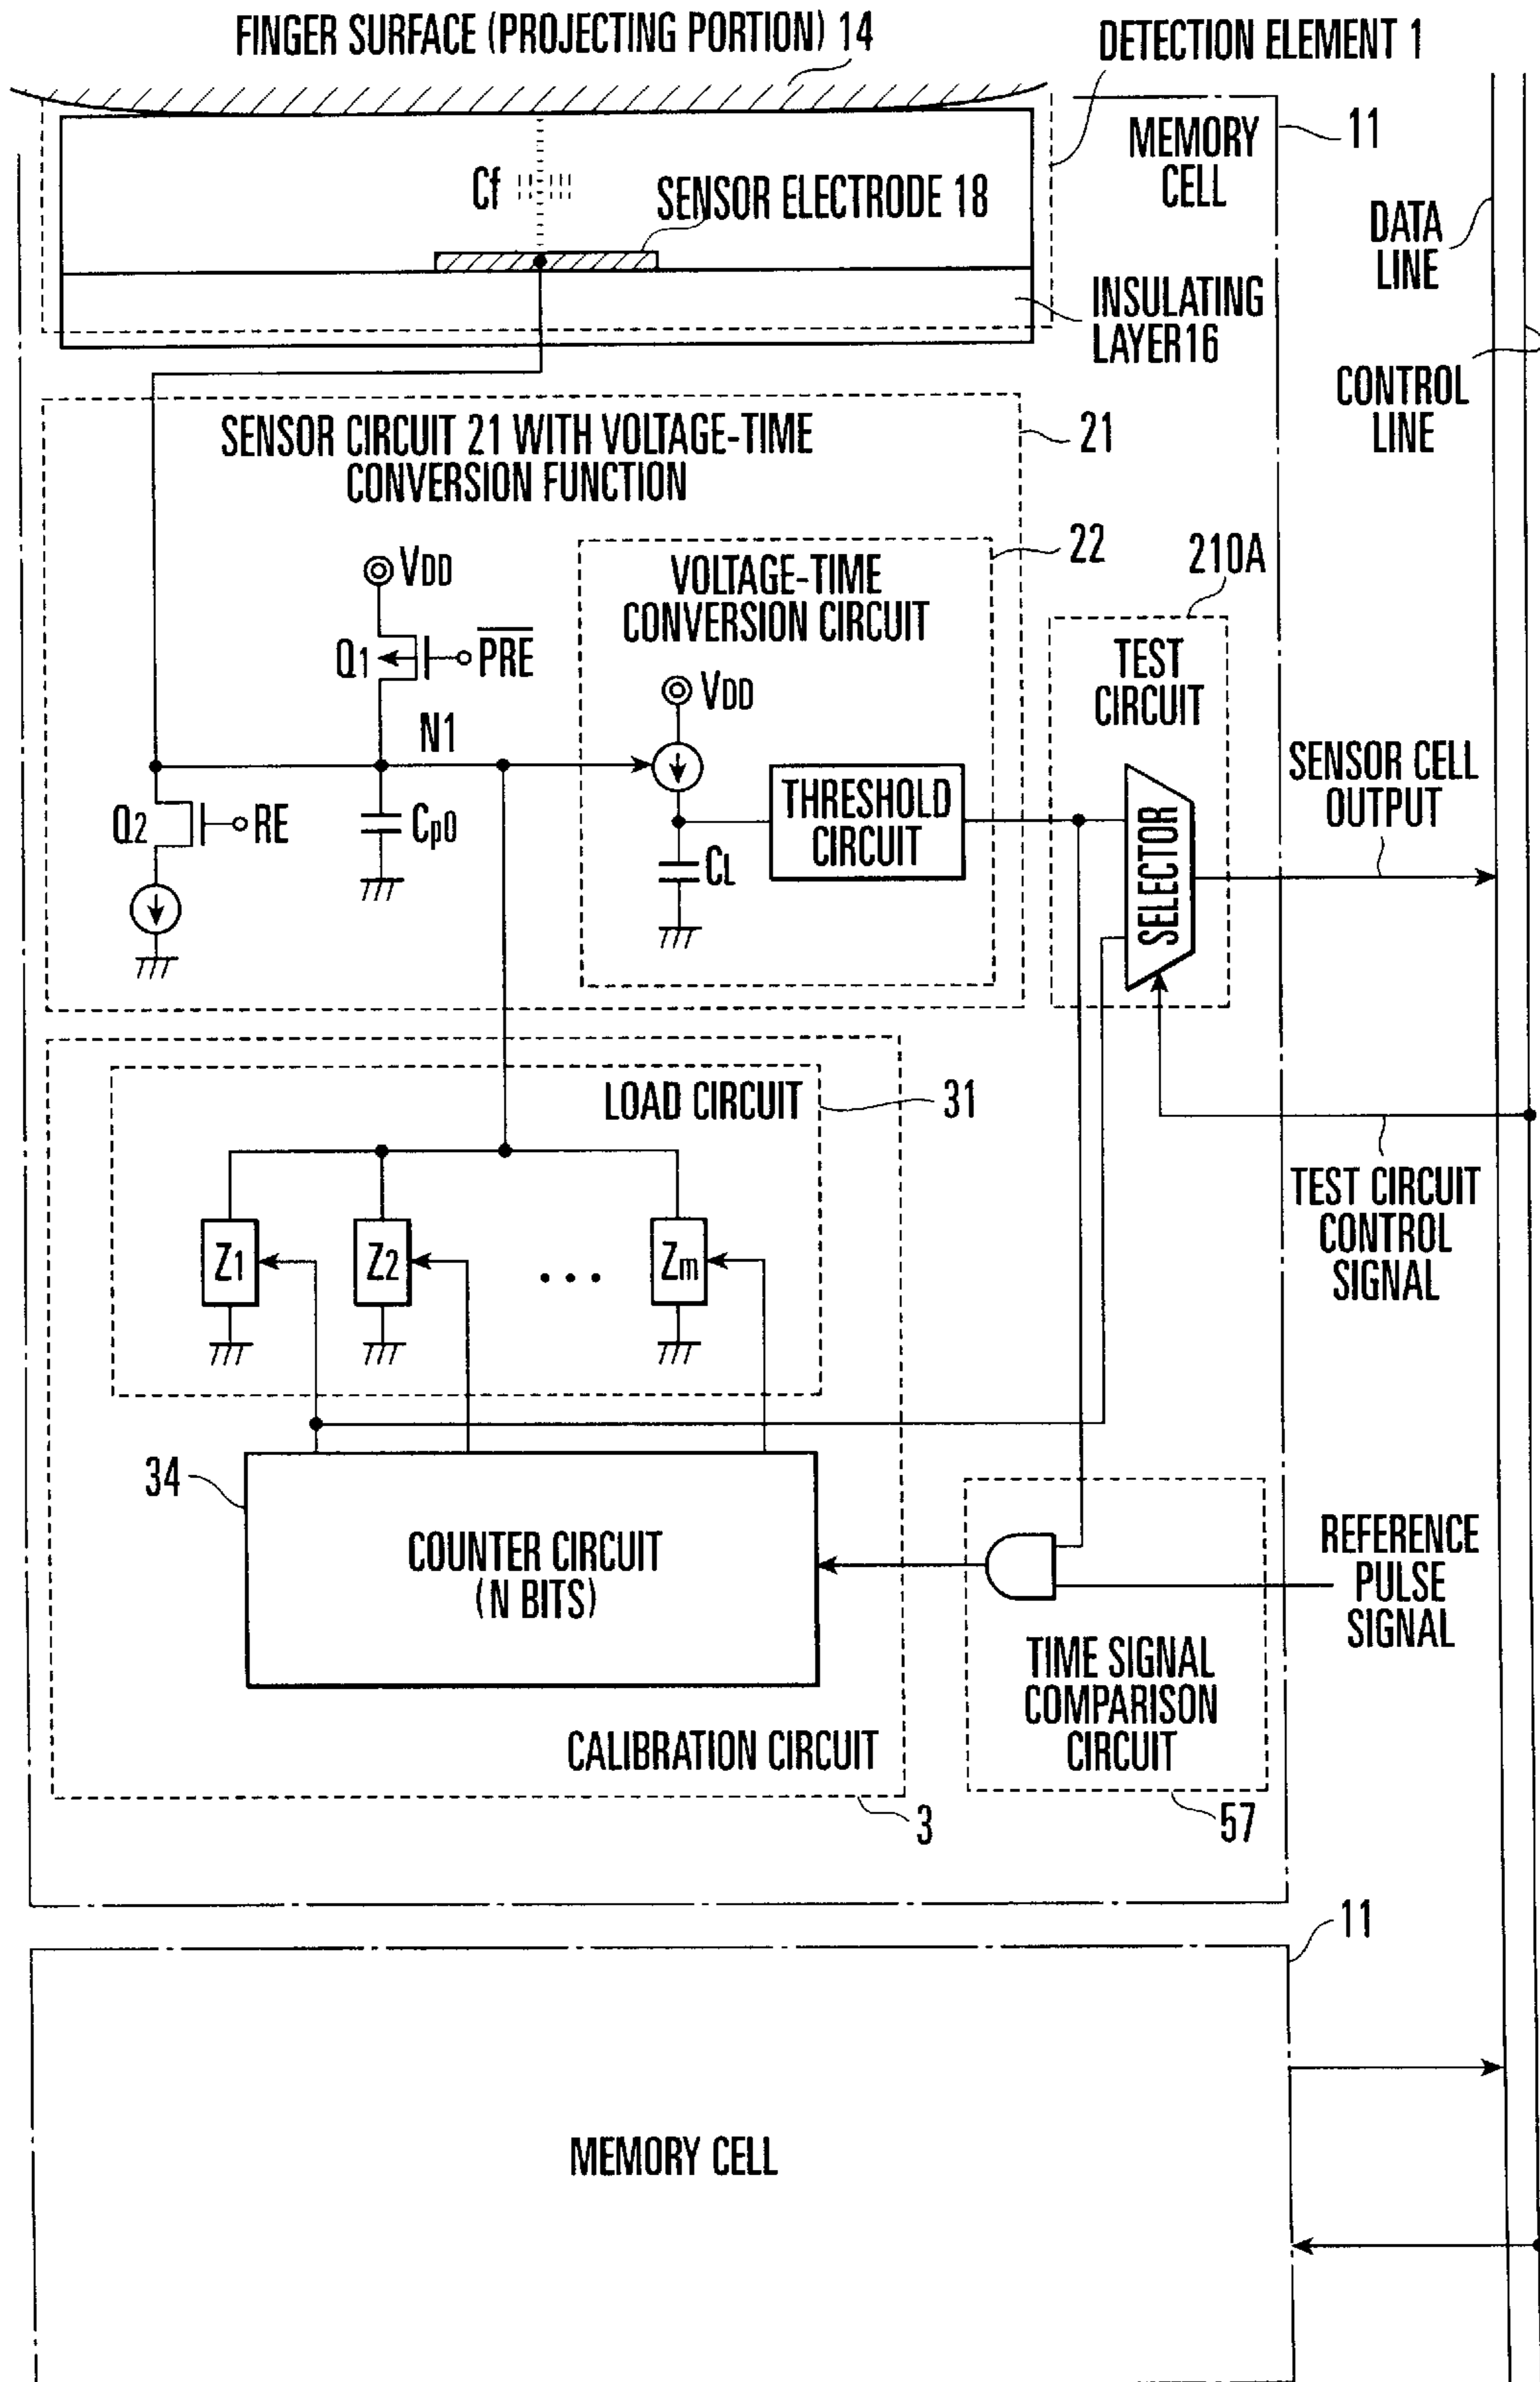 FINGER SURFACE (PROJECTING PORTION) 14
DETECTION ELEMENT 1
MEMORY
CELL
11
Cf
SENSOR ELECTRODE 18
DATA
LINE
INSULATING
LAYER16
CONTROL
LINE
SENSOR CIRCUIT 21 WITH VOLTAGE-TIME
CONVERSION FUNCTION
21
22
210A
VDD
VOLTAGE-TIME
CONVERSION CIRCUIT
Q1
PRE
TEST
CIRCUIT
VDD
N1
SENSOR CELL
OUTPUT
Q2
RE
Cp0
THRESHOLD
CIRCUIT
CL
SELECTOR
LOAD CIRCUIT
31
TEST CIRCUIT
CONTROL
SIGNAL
Z1
Z2
...
Zm
34
COUNTER CIRCUIT
(N BITS)
REFERENCE
PULSE
SIGNAL
TIME SIGNAL
COMPARISON
CIRCUIT
CALIBRATION CIRCUIT
3
57
11
MEMORY CELL